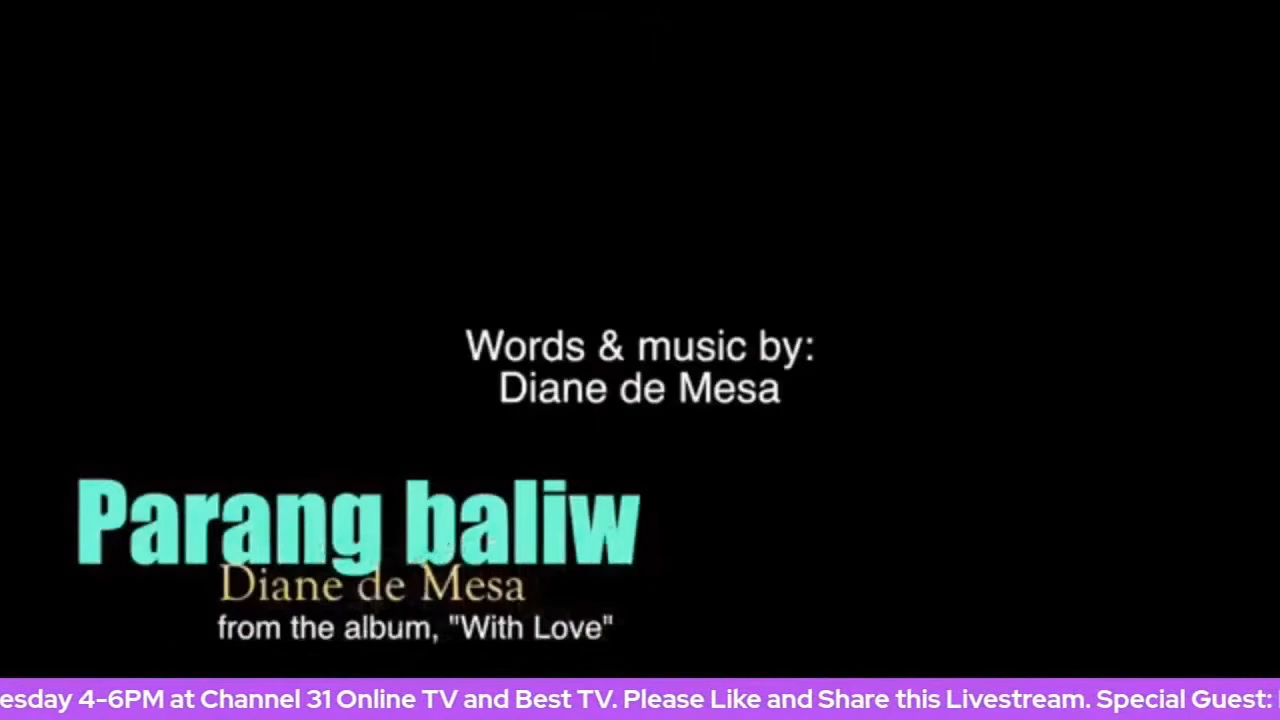 Words & music by:
Diane de Mesa
Parang baliw
Diane de Mesa
from the album, "With Love"
esday 4-6PM at Channel 31 Online TV and Best TV. Please Like and Share this Livestream. Special Guest: